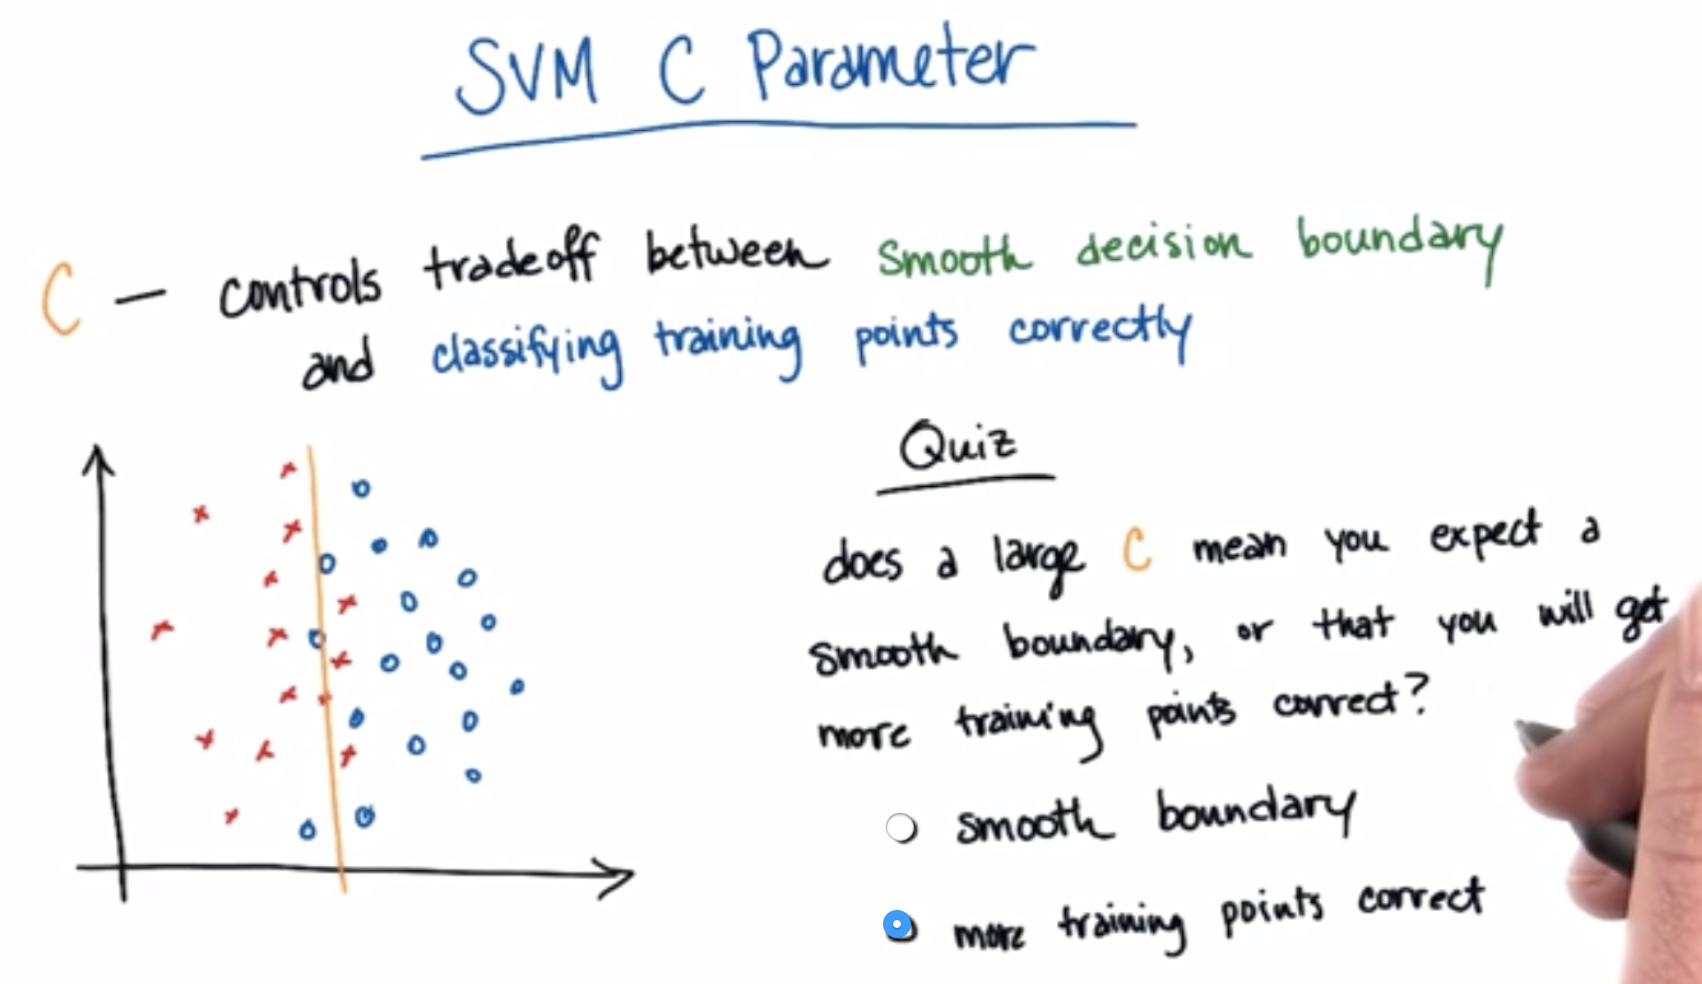 SVM C Parameter
C — controls tradeoff between smooth decision boundary
and classifying training points correctly
Quiz
does a large C mean you expect a
smooth boundary, or that you will get
more training points correct?
smooth boundary
more training points correct